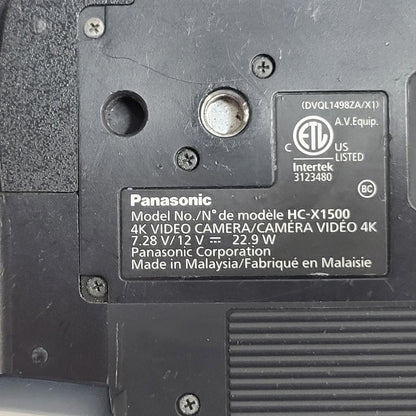 (DVQL1498ZA/X1)
ETL
A.V.Equip.
C US
LISTED
Intertek
3123480
BC
Panasonic
Model No./N° de modèle HC-X1500
4K VIDEO CAMERA/CAMÉRA VIDÉO 4K
7.28 V/12 V ⎓ 22.9 W
Panasonic Corporation
Made in Malaysia/Fabriqué en Malaisie